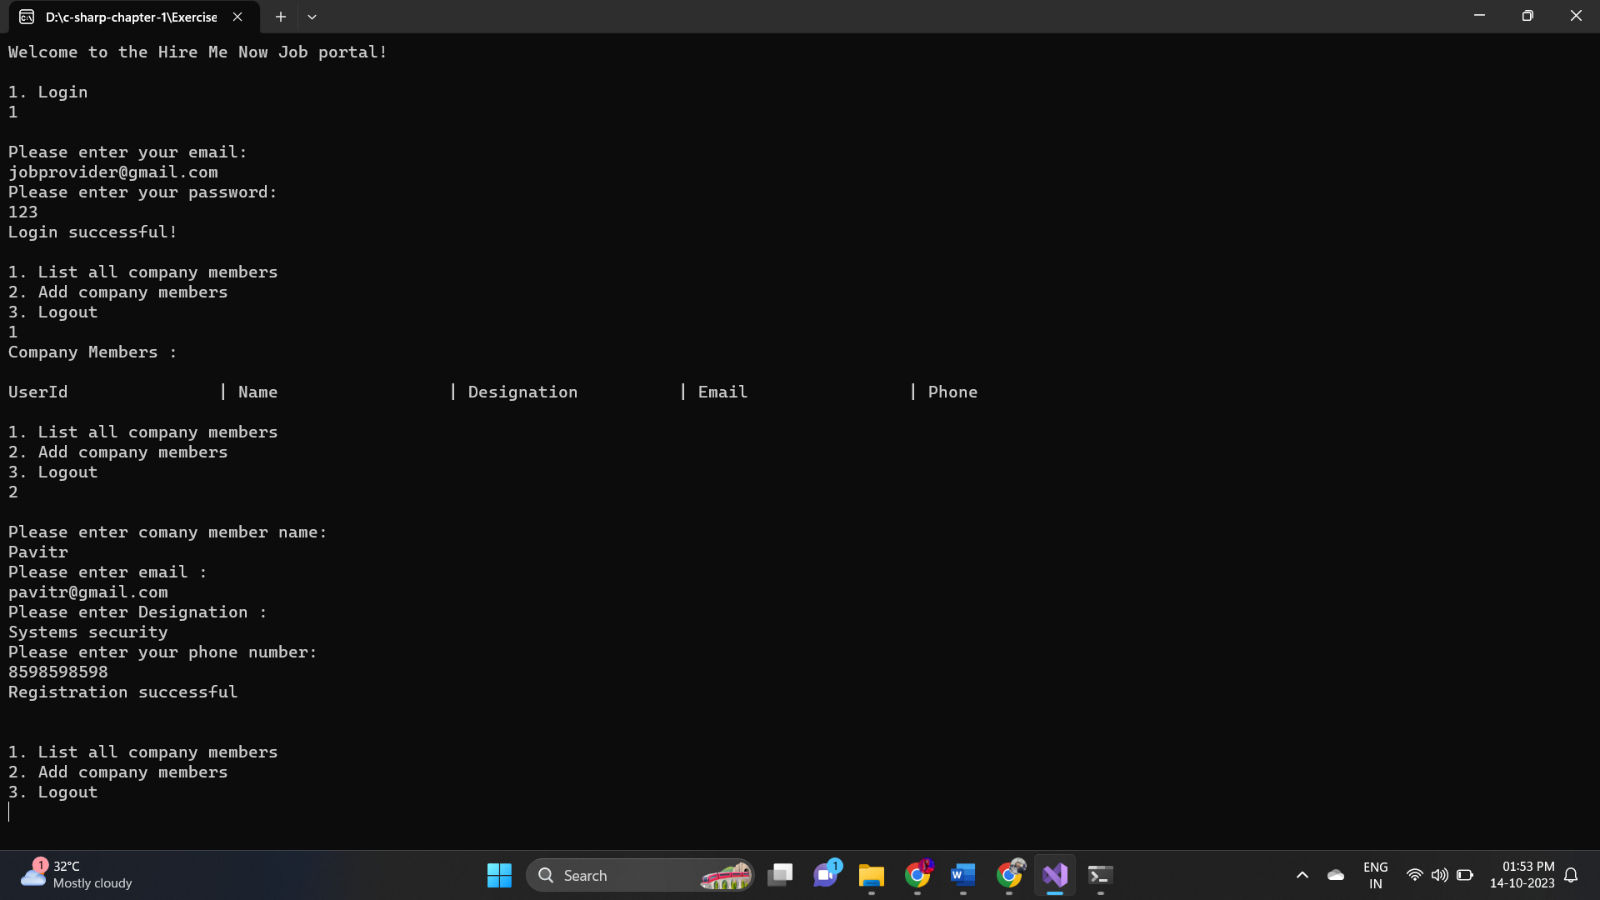 D:\c-sharp-chapter-1\Exercise
Welcome to the Hire Me Now Job portal!
1. Login
1
Please enter your email:
jobprovider@gmail.com
Please enter your password:
123
Login successful!
1. List all company members
2. Add company members
3. Logout
1
Company Members :
UserId | Name | Designation | Email | Phone
1. List all company members
2. Add company members
3. Logout
2
Please enter comany member name:
Pavitr
Please enter email :
pavitr@gmail.com
Please enter Designation :
Systems security
Please enter your phone number:
8598598598
Registration successful
1. List all company members
2. Add company members
3. Logout
1
32°C
Mostly cloudy
Search
1
ENG
IN
01:53 PM
14-10-2023